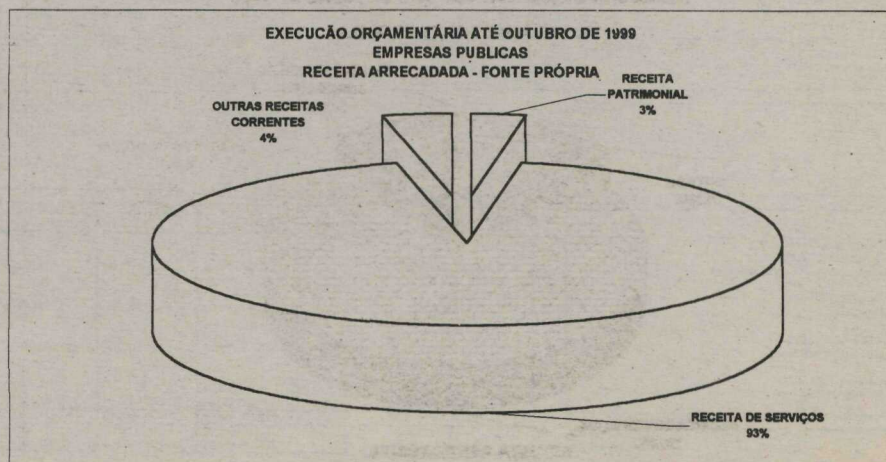 EXECUCÃO ORÇAMENTÁRIA ATÉ OUTUBRO DE 1999
EMPRESAS PUBLICAS
RECEITA ARRECADADA - FONTE PRÓPRIA
RECEITA
PATRIMONIAL
3%
OUTRAS RECEITAS
CORRENTES
4%
RECEITA DE SERVIÇOS
93%